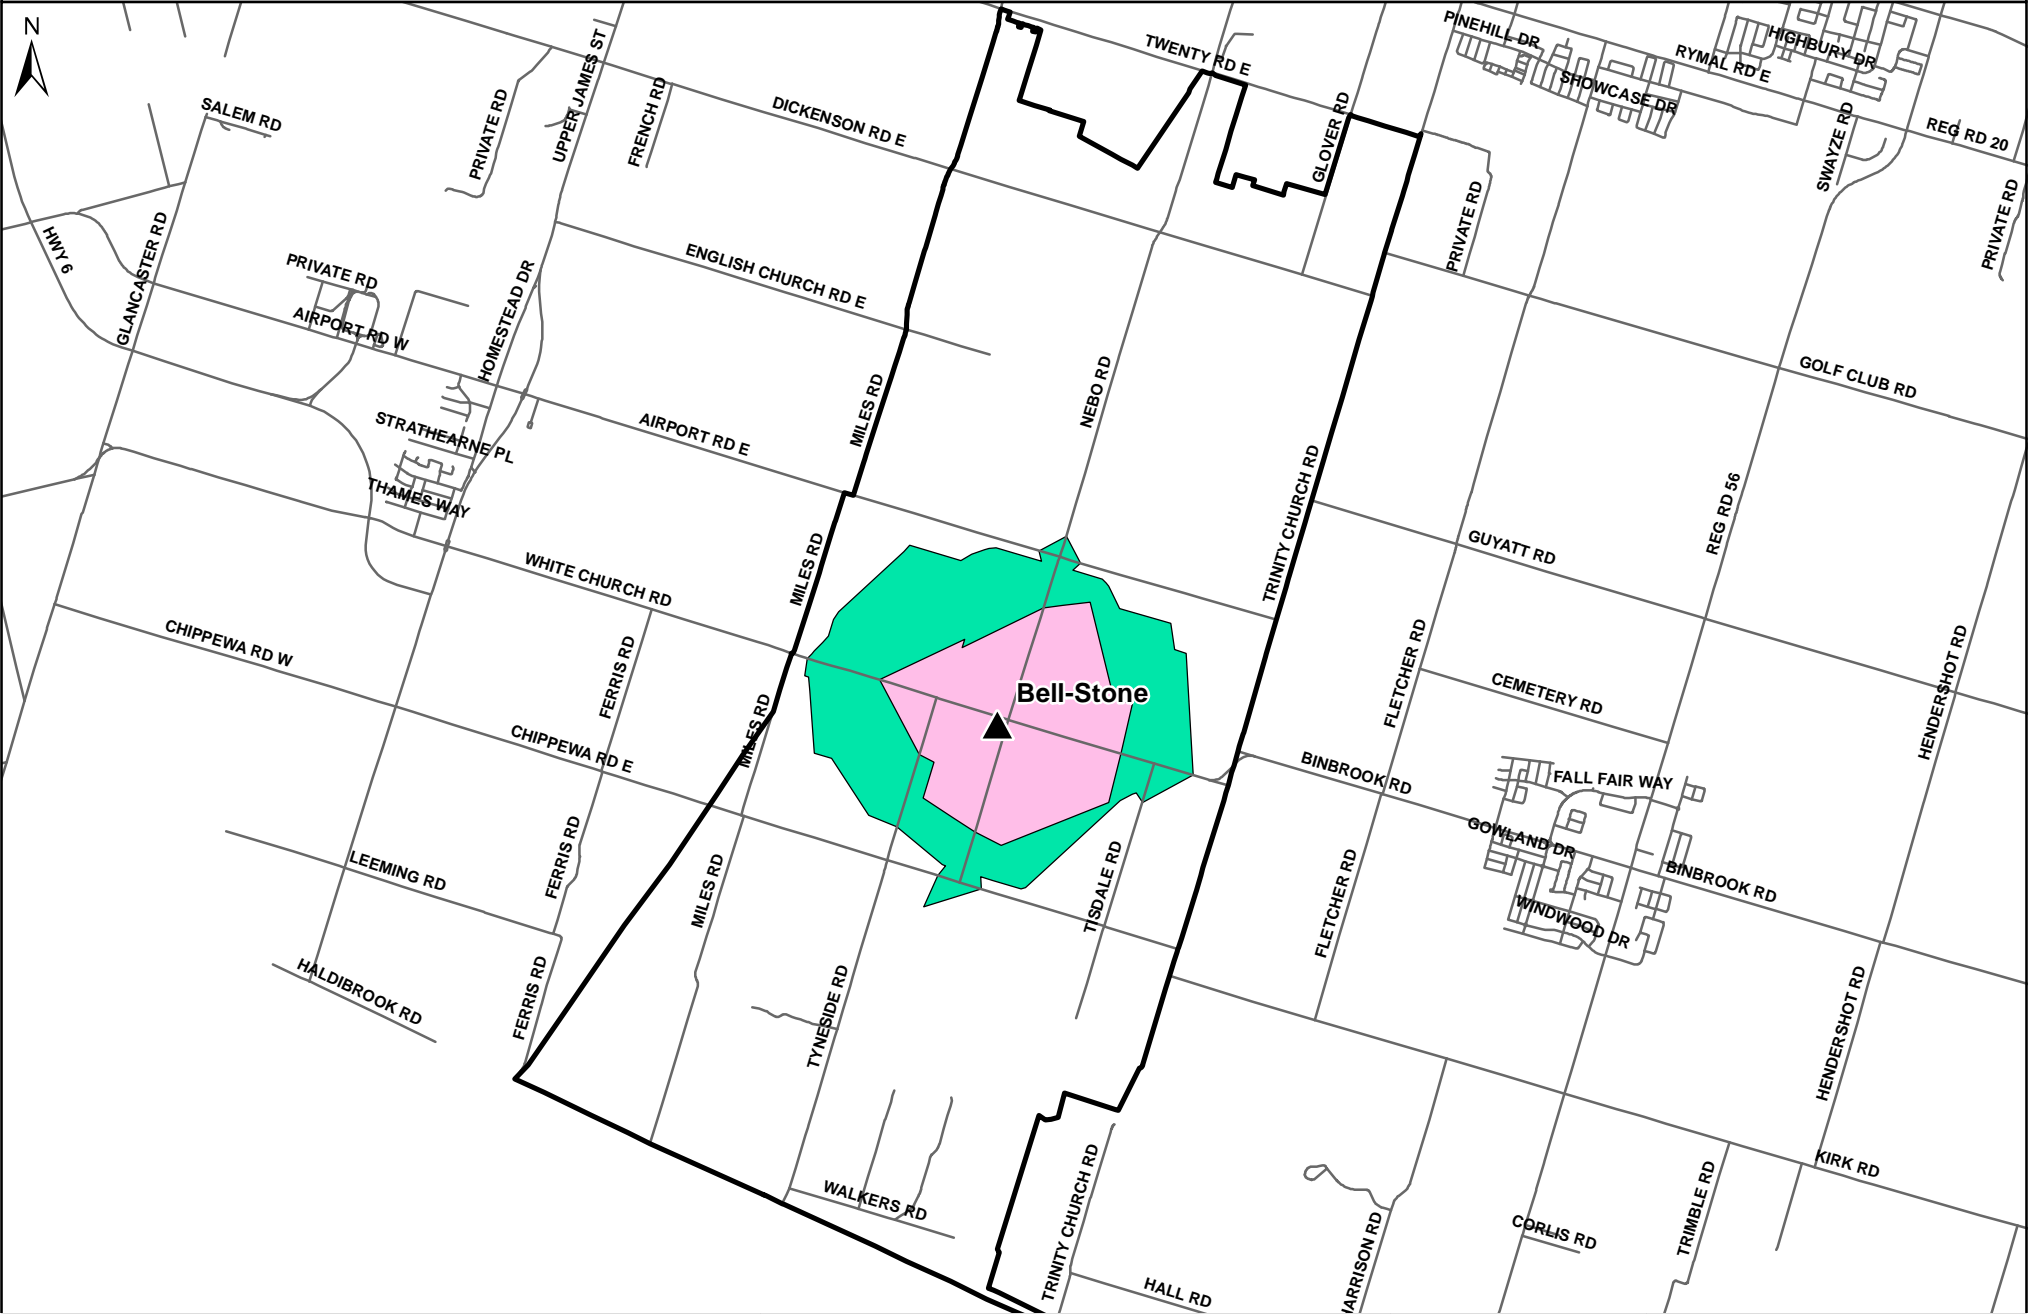 N
PINEHILL DR
TWENTY RD E
HIGHBURY DR
RYMAL RD E
SHOWCASE DR
UPPER JAMES ST
FRENCH RD
PRIVATE RD
SALEM RD
DICKENSON RD E
GLOVER RD
SWAYZE RD
REG RD 20
PRIVATE RD
PRIVATE RD
HWY 6
GLANCASTER RD
PRIVATE RD
ENGLISH CHURCH RD E
HOMESTEAD DR
AIRPORT RD W
MILES RD
NEBO RD
GOLF CLUB RD
STRATHEARNE PL
AIRPORT RD E
TRINITY CHURCH RD
THAMES WAY
REG RD 56
WHITE CHURCH RD
MILES RD
GUYATT RD
CHIPPEWA RD W
FERRIS RD
FLETCHER RD
HENDERSHOT RD
Bell-Stone
CEMETERY RD
MILES RD
CHIPPEWA RD E
BINBROOK RD
FALL FAIR WAY
GOWLAND DR
LEEMING RD
FERRIS RD
MILES RD
TISDALE RD
FLETCHER RD
BINBROOK RD
WINDWOOD DR
HALDIBROOK RD
FERRIS RD
TYNESIDE RD
HENDERSHOT RD
KIRK RD
WALKERS RD
TRINITY CHURCH RD
TRIMBLE RD
CORLIS RD
HARRISON RD
HALL RD